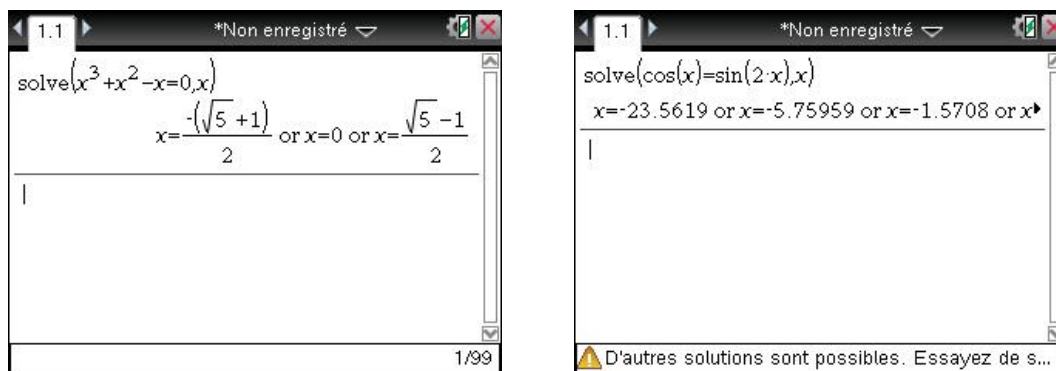 1.1
*Non enregistré
solve(x³+x²−x=0,x)
x=-(√5+1)/2 or x=0 or x=(√5−1)/2
1/99
1.1
*Non enregistré
solve(cos(x)=sin(2·x),x)
x=-23.5619 or x=-5.75959 or x=-1.5708 or x▸
D'autres solutions sont possibles. Essayez de s...